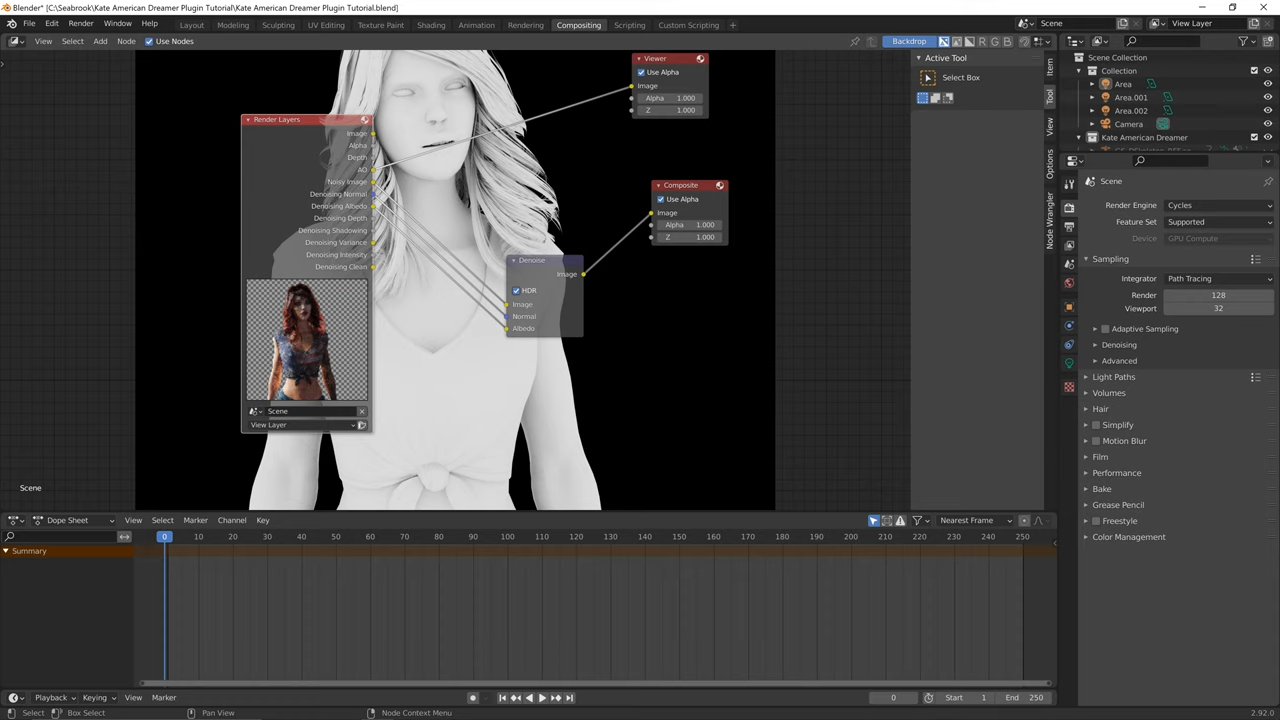 Blender* [C:\Seabrook\Kate American Dreamer Plugin Tutorial\Kate American Dreamer Plugin Tutorial.blend]
File Edit Render Window Help Layout Modeling Sculpting UV Editing Texture Paint Shading Animation Rendering Compositing Scripting Custom Scripting + Scene View Layer
View Select Add Node Use Nodes Backdrop R G B
Active Tool
Select Box
Item
Tool
View
Options
Node Wrangler
Scene Collection
Collection
Area
Area.001
Area.002
Camera
Kate American Dreamer
Viewer
Use Alpha
Image
Alpha 1.000
Z 1.000
Render Layers
Image
Alpha
Depth
AO
Noisy Image
Denoising Normal
Denoising Albedo
Denoising Depth
Denoising Shadowing
Denoising Variance
Denoising Intensity
Denoising Clean
Scene
View Layer
Composite
Use Alpha
Image
Alpha 1.000
Z 1.000
Denoise
Image
HDR
Image
Normal
Albedo
Scene
Scene
Render Engine Cycles
Feature Set Supported
Device GPU Compute
Sampling
Integrator Path Tracing
Render 128
Viewport 32
Adaptive Sampling
Denoising
Advanced
Light Paths
Volumes
Hair
Simplify
Motion Blur
Film
Performance
Bake
Grease Pencil
Freestyle
Color Management
Dope Sheet View Select Marker Channel Key Nearest Frame
0 10 20 30 40 50 60 70 80 90 100 110 120 130 140 150 160 170 180 190 200 210 220 230 240 250
Summary
Playback Keying View Marker 0 Start 1 End 250
Select Box Select Pan View Node Context Menu 2.92.0